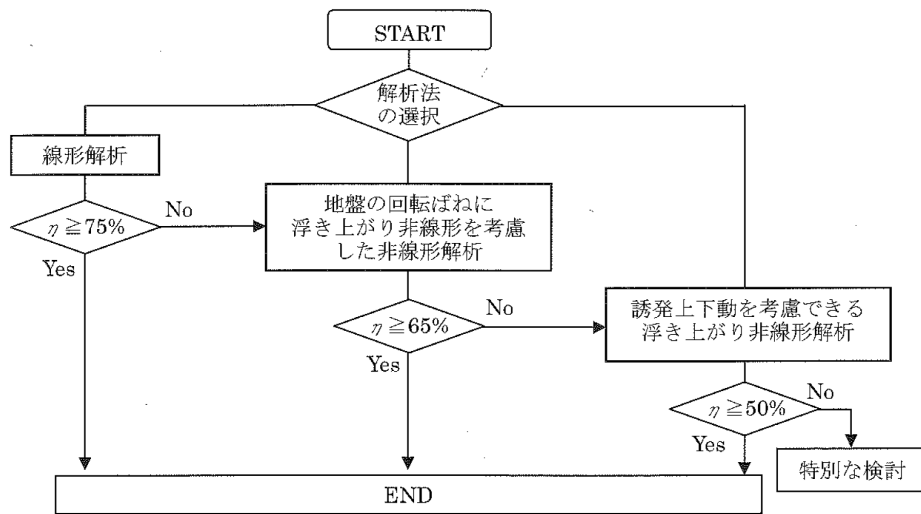 START
解析法
の選択
線形解析
η≧75%
No
Yes
地盤の回転ばねに
浮き上がり非線形を考慮
した非線形解析
η≧65%
No
Yes
誘発上下動を考慮できる
浮き上がり非線形解析
η≧50%
No
Yes
特別な検討
END